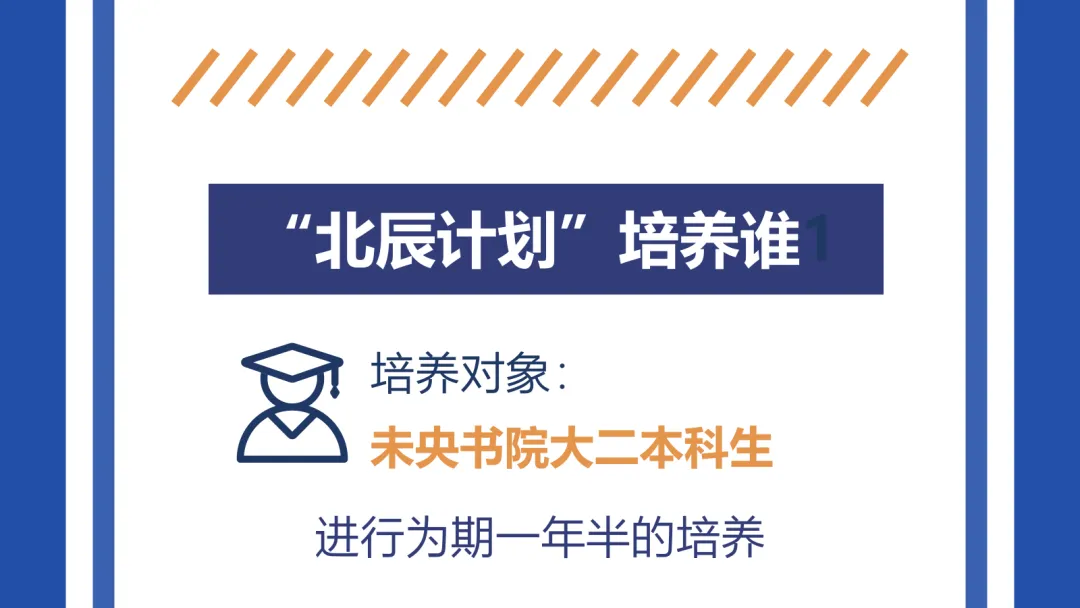 “北辰计划”培养谁1
培养对象：
未央书院大二本科生
进行为期一年半的培养